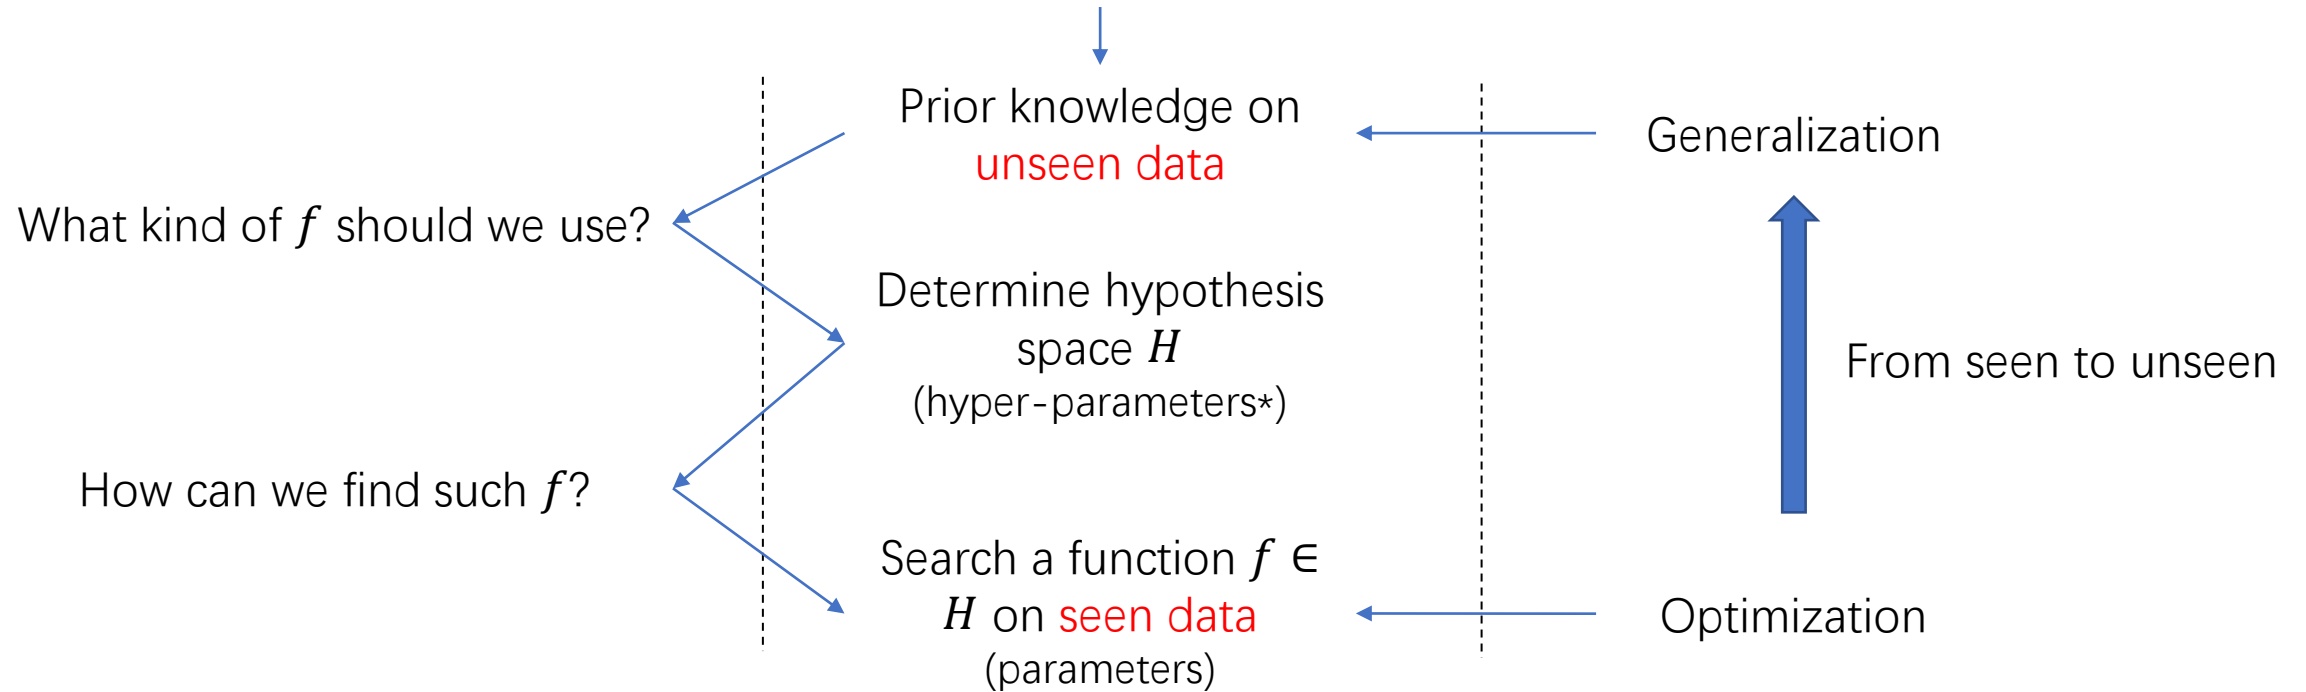 Prior knowledge on
unseen data
Generalization
What kind of f should we use?
Determine hypothesis
space H
(hyper-parameters*)
From seen to unseen
How can we find such f?
Search a function f ∈
H on seen data
(parameters)
Optimization